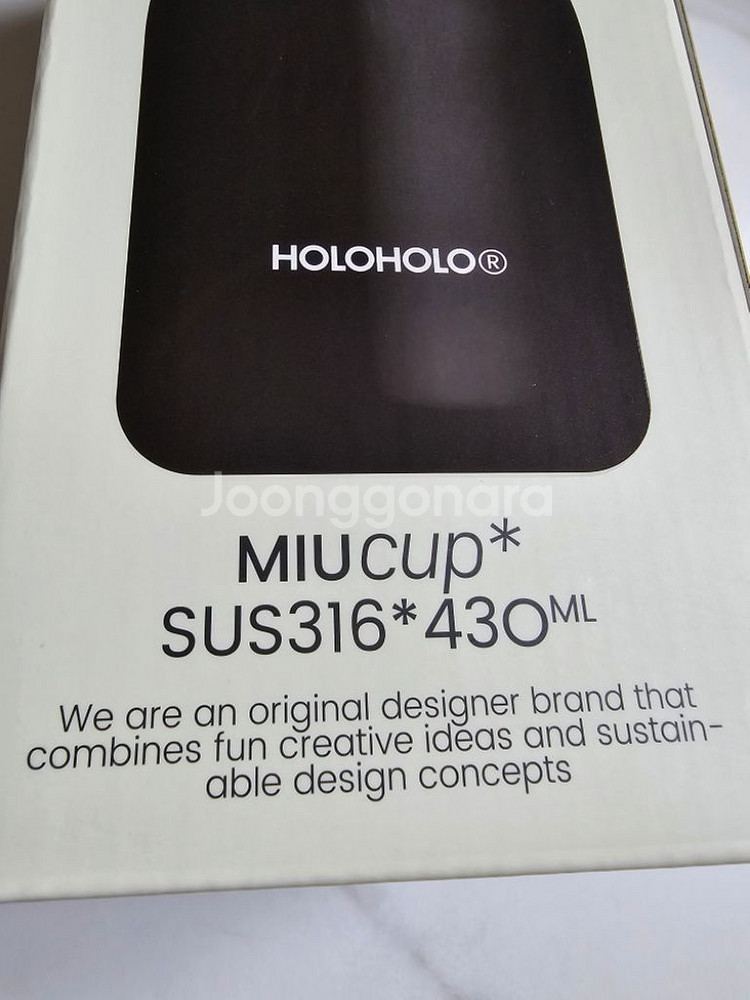 HOLOHOLO®
Joonggonara
MIUcup*
SUS316*430ML
We are an original designer brand that
combines fun creative ideas and sustain-
able design concepts